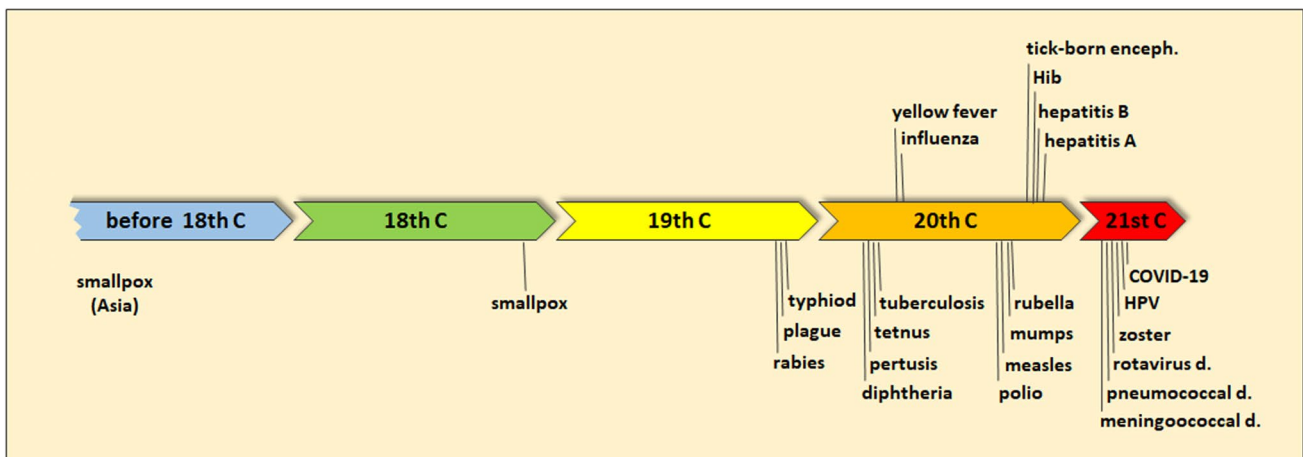 tick-born enceph.
Hib
yellow fever
hepatitis B
influenza
hepatitis A
before 18th C
18th C
19th C
20th C
21st C
smallpox
(Asia)
smallpox
typhiod
plague
rabies
tuberculosis
tetnus
pertusis
diphtheria
rubella
mumps
measles
polio
COVID-19
HPV
zoster
rotavirus d.
pneumococcal d.
meningoococcal d.